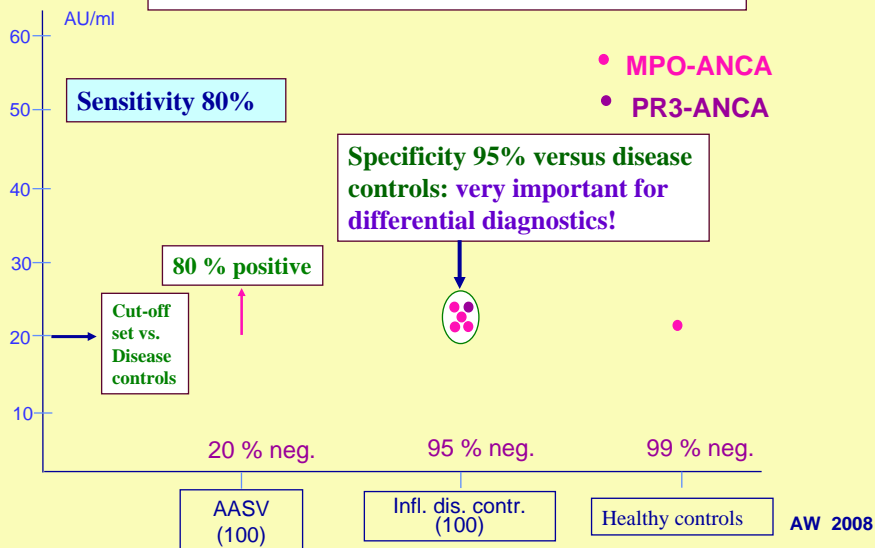 AU/ml
60
MPO-ANCA
PR3-ANCA
50
Sensitivity 80%
Specificity 95% versus disease
controls: very important for
differential diagnostics!
40
30
80 % positive
Cut-off
set vs.
Disease
controls
20
10
20 % neg.
95 % neg.
99 % neg.
AASV
(100)
Infl. dis. contr.
(100)
Healthy controls
AW 2008